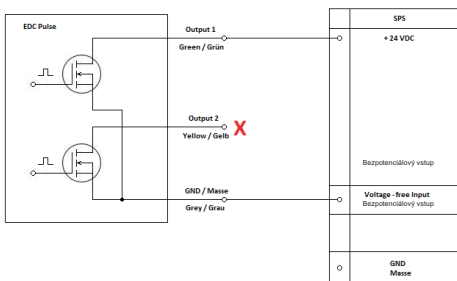 EDC Pulse
Output 1
Green / Grün
Output 2
Yellow / Gelb
X
GND / Masse
Grey / Grau
SPS
+ 24 VDC
Bezpotenciálový vstup
Voltage - free Input
Bezpotenciálový vstup
GND
Masse